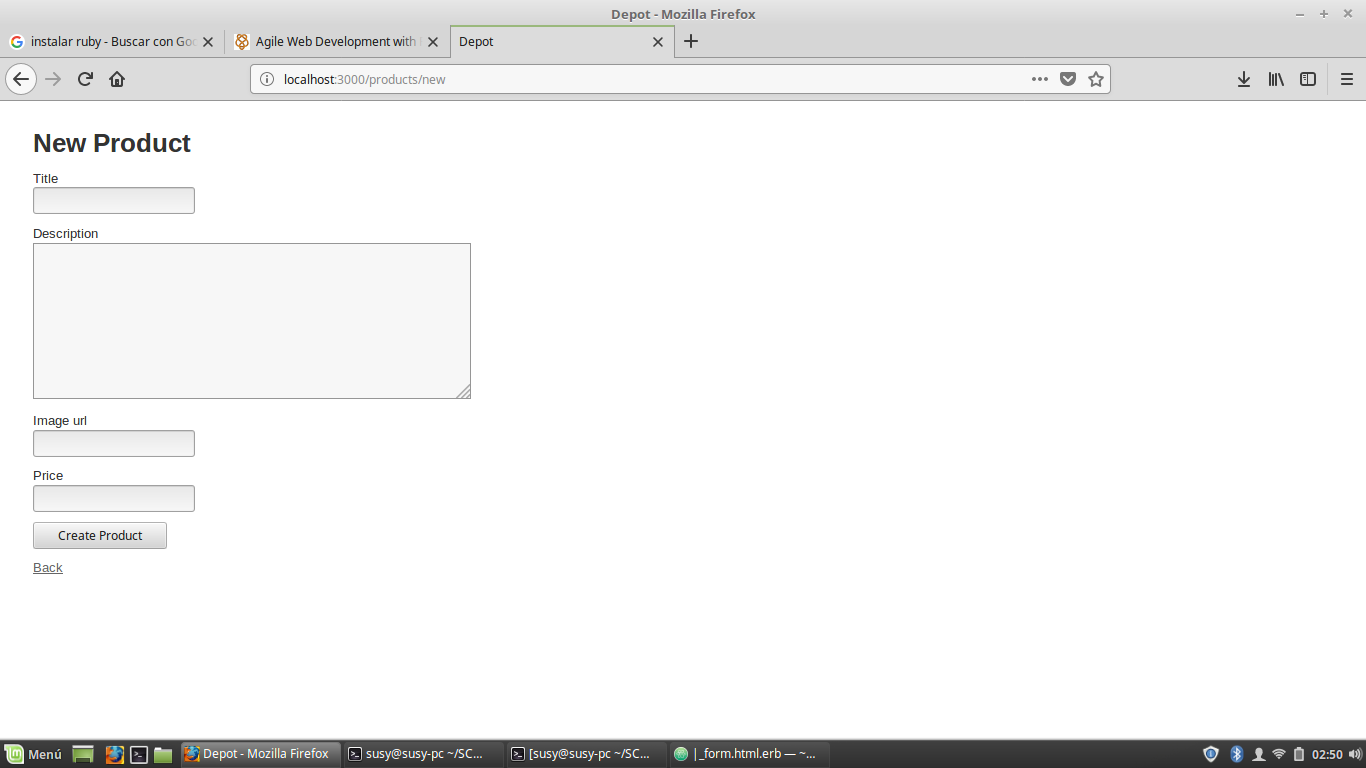 Depot - Mozilla Firefox
instalar ruby - Buscar con Goo
Agile Web Development with
Depot
localhost:3000/products/new
New Product
Title
Description
Image url
Price
Create Product
Back
Menú
Depot - Mozilla Firefox
susy@susy-pc ~/SC...
[susy@susy-pc ~/SC...
|_form.html.erb — ~...
02:50